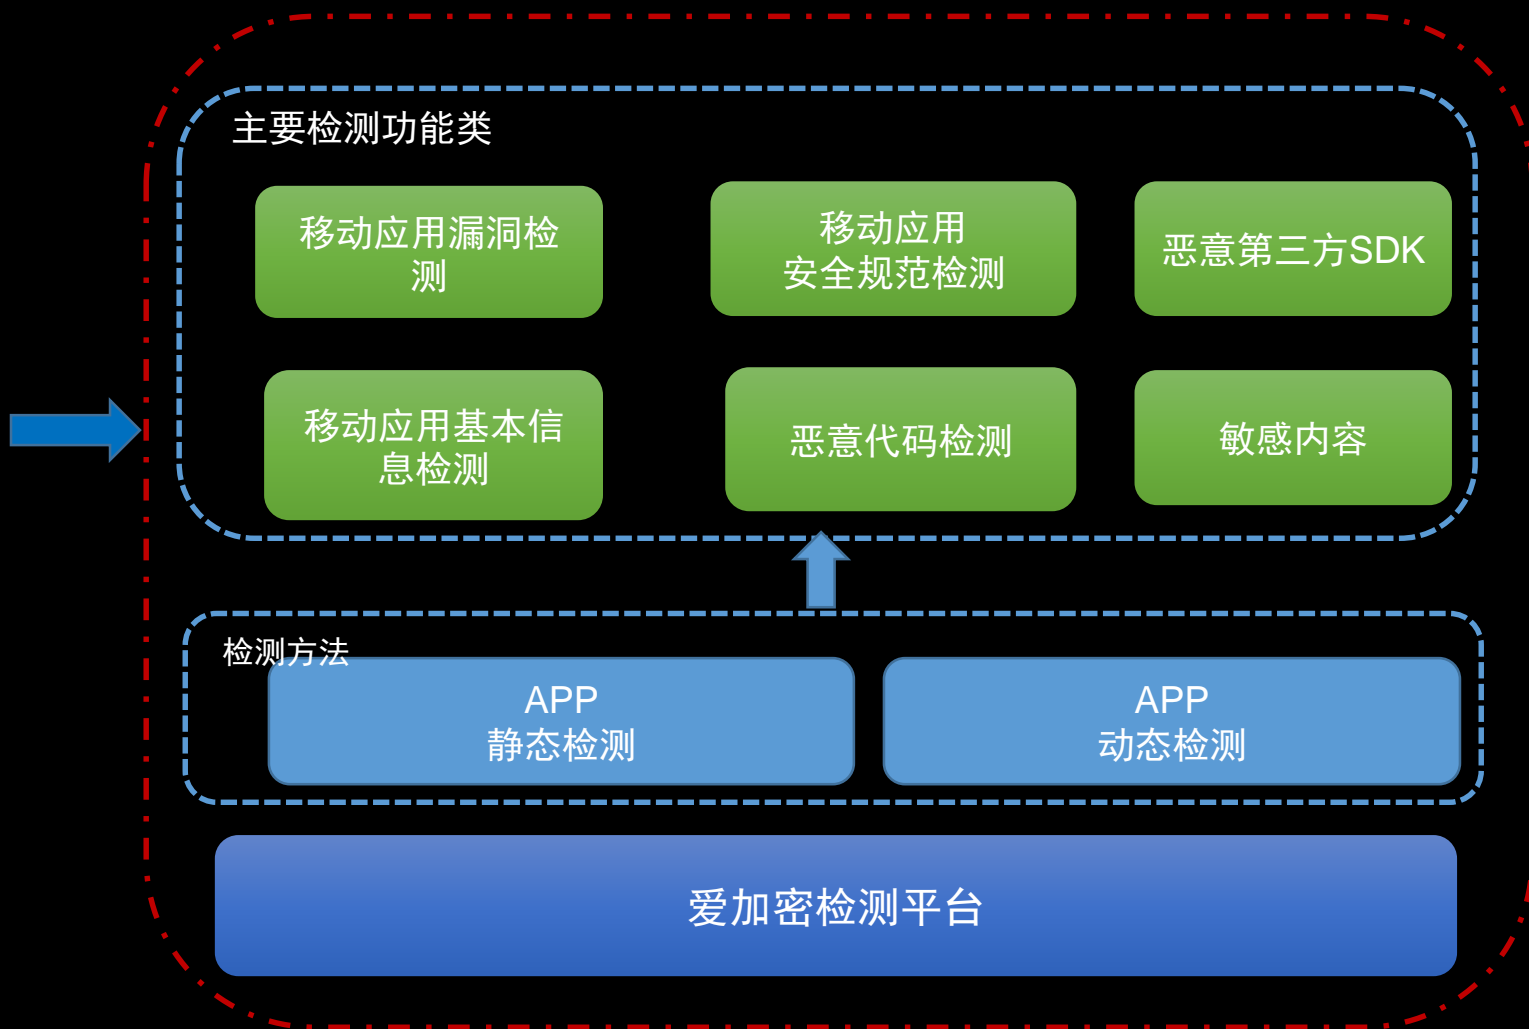 主要检测功能类
移动应用漏洞检
测
移动应用
安全规范检测
恶意第三方SDK
移动应用基本信
息检测
恶意代码检测
敏感内容
检测方法
APP
静态检测
APP
动态检测
爱加密检测平台